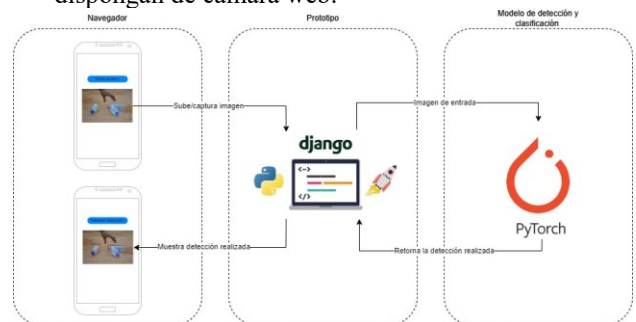 dispongan de cámara web.
Navegador
Prototipo
Modelo de detección y
clasificación
Sube/captura imagen
Imagen de entrada
django
PyTorch
Muestra detección realizada
Retorna la detección realizada